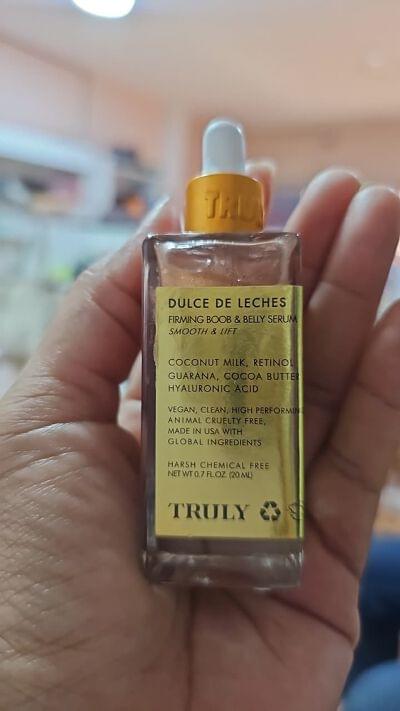 TRULY
DULCE DE LECHES
FIRMING BOOB & BELLY SERUM
SMOOTH & LIFT
COCONUT MILK, RETINOL
GUARANA, COCOA BUTTER
HYALURONIC ACID
VEGAN, CLEAN, HIGH PERFORMIN
ANIMAL CRUELTY FREE,
MADE IN USA WITH
GLOBAL INGREDIENTS
HARSH CHEMICAL FREE
NET WT 0.7 FL.OZ. (20 ML)
TRULY